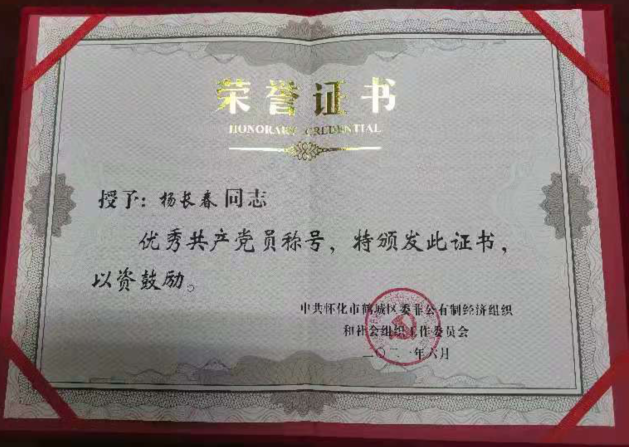 荣誉证书
HONORARY CREDENTIAL
授予：杨长春同志
优秀共产党员称号，特颁发此证书，
以资鼓励。
中共怀化市鹤城区委非公有制经济组织
和社会组织工作委员会
二〇二一年六月